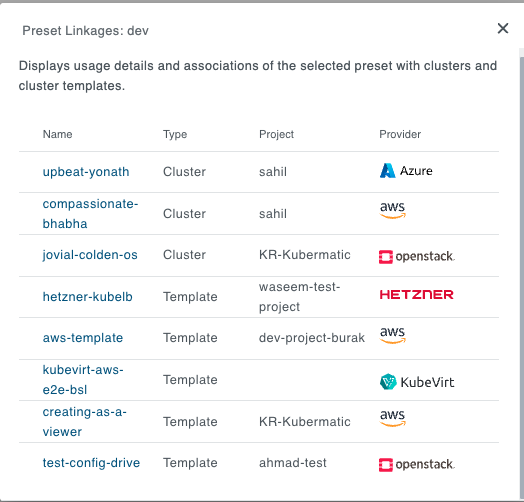 Preset Linkages: dev
Displays usage details and associations of the selected preset with clusters and
cluster templates.
Name Type Project Provider
upbeat-yonath Cluster sahil Azure
compassionate-
bhabha Cluster sahil aws
jovial-colden-os Cluster KR-Kubermatic openstack.
hetzner-kubelb Template waseem-test-
project HETZNER
aws-template Template dev-project-burak aws
kubevirt-aws-
e2e-bsl Template KubeVirt
creating-as-a-
viewer Template KR-Kubermatic aws
test-config-drive Template ahmad-test openstack.